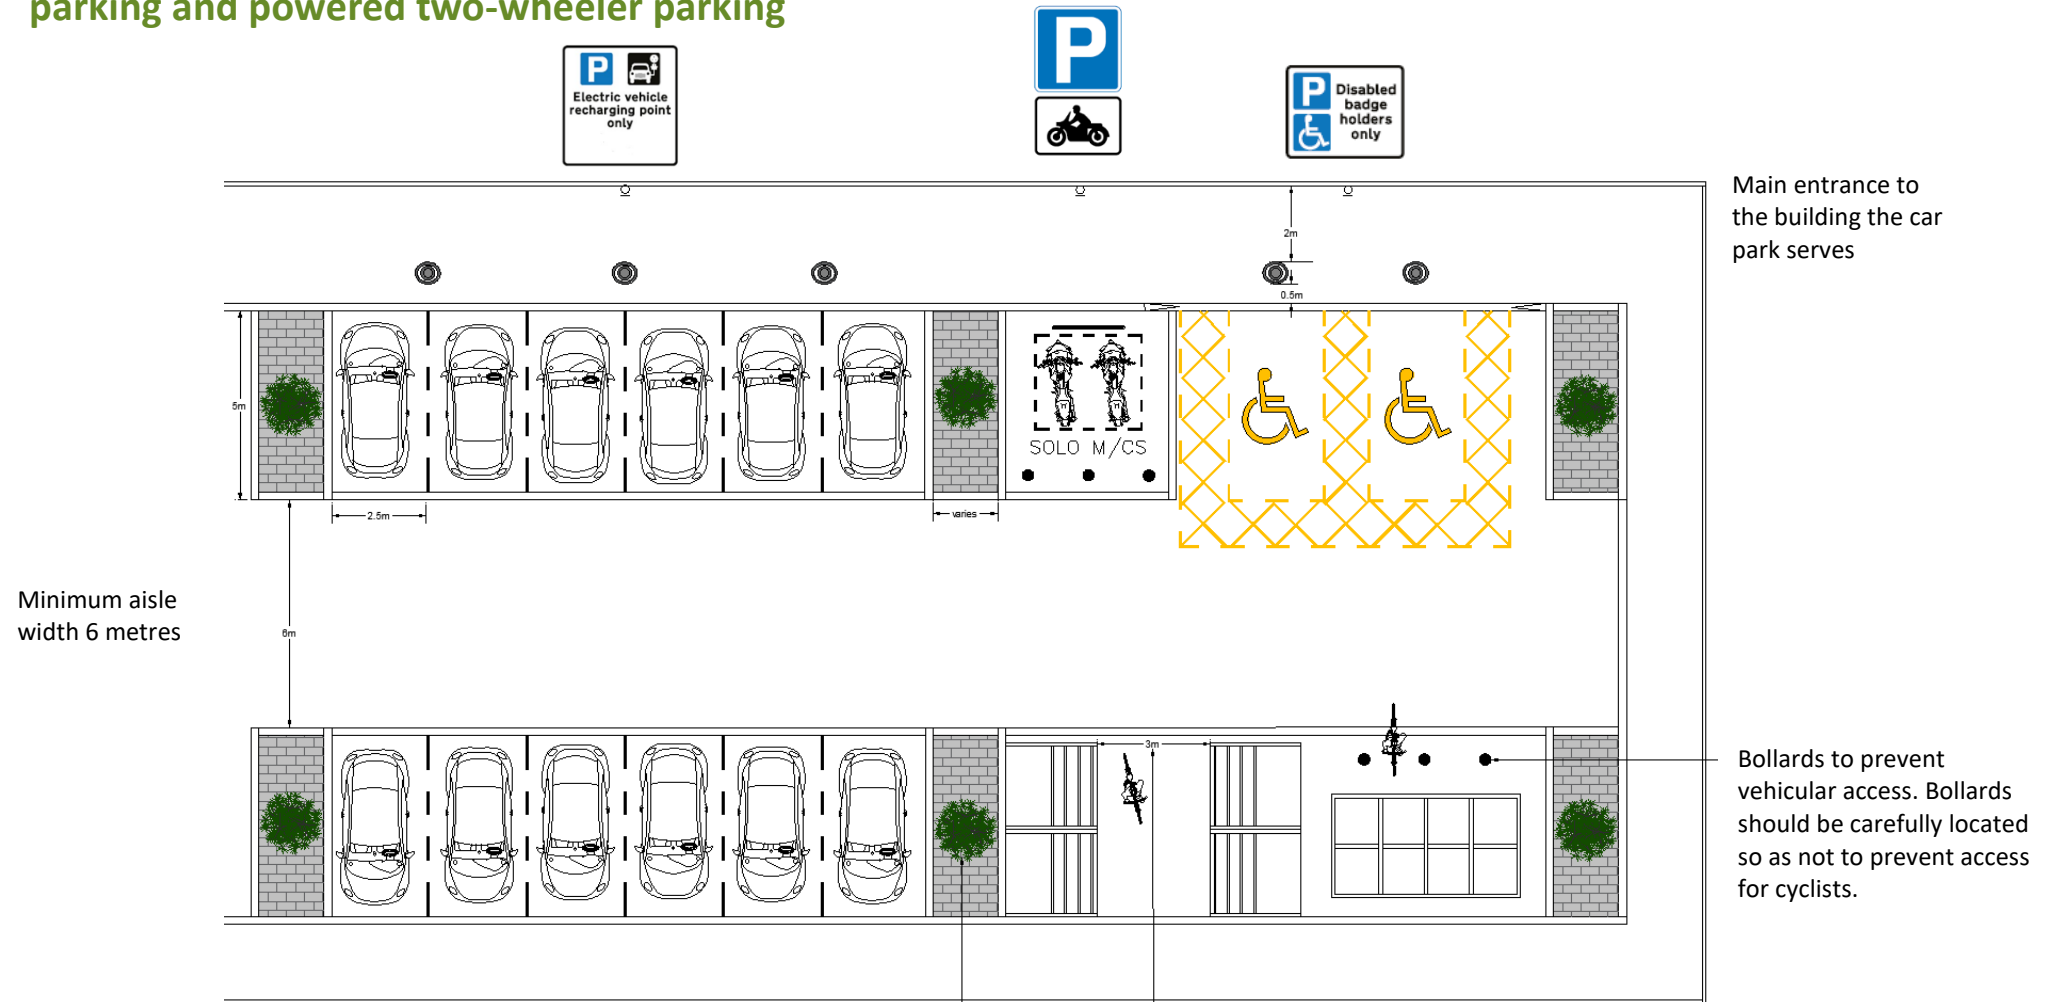 parking and powered two-wheeler parking
P
Electric vehicle
recharging point
only
P
P
Disabled
badge
holders
only
Main entrance to
the building the car
park serves
2m
0.5m
5m
SOLO M/CS
2.5m
varies
Minimum aisle
width 6 metres
6m
3m
Bollards to prevent
vehicular access. Bollards
should be carefully located
so as not to prevent access
for cyclists.